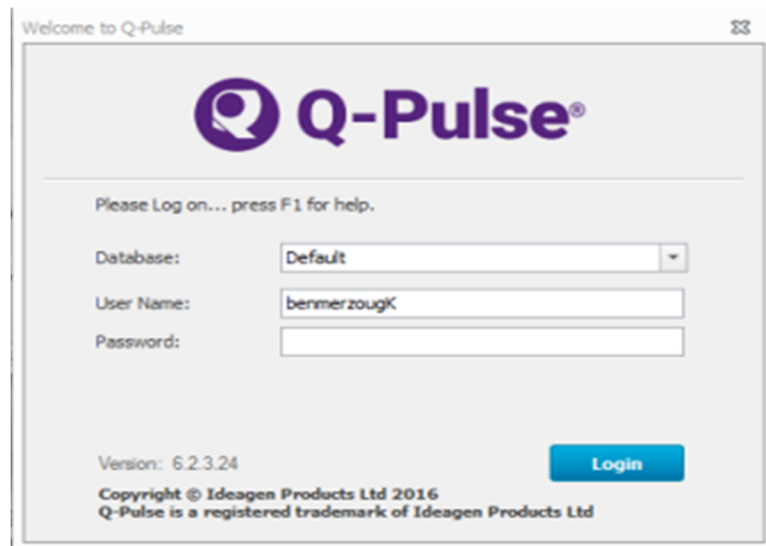 Welcome to Q-Pulse
Q-Pulse®
Please Log on... press F1 for help.
Database: Default
User Name: benmerzougK
Password:
Version: 6.2.3.24 Login
Copyright © Ideagen Products Ltd 2016
Q-Pulse is a registered trademark of Ideagen Products Ltd